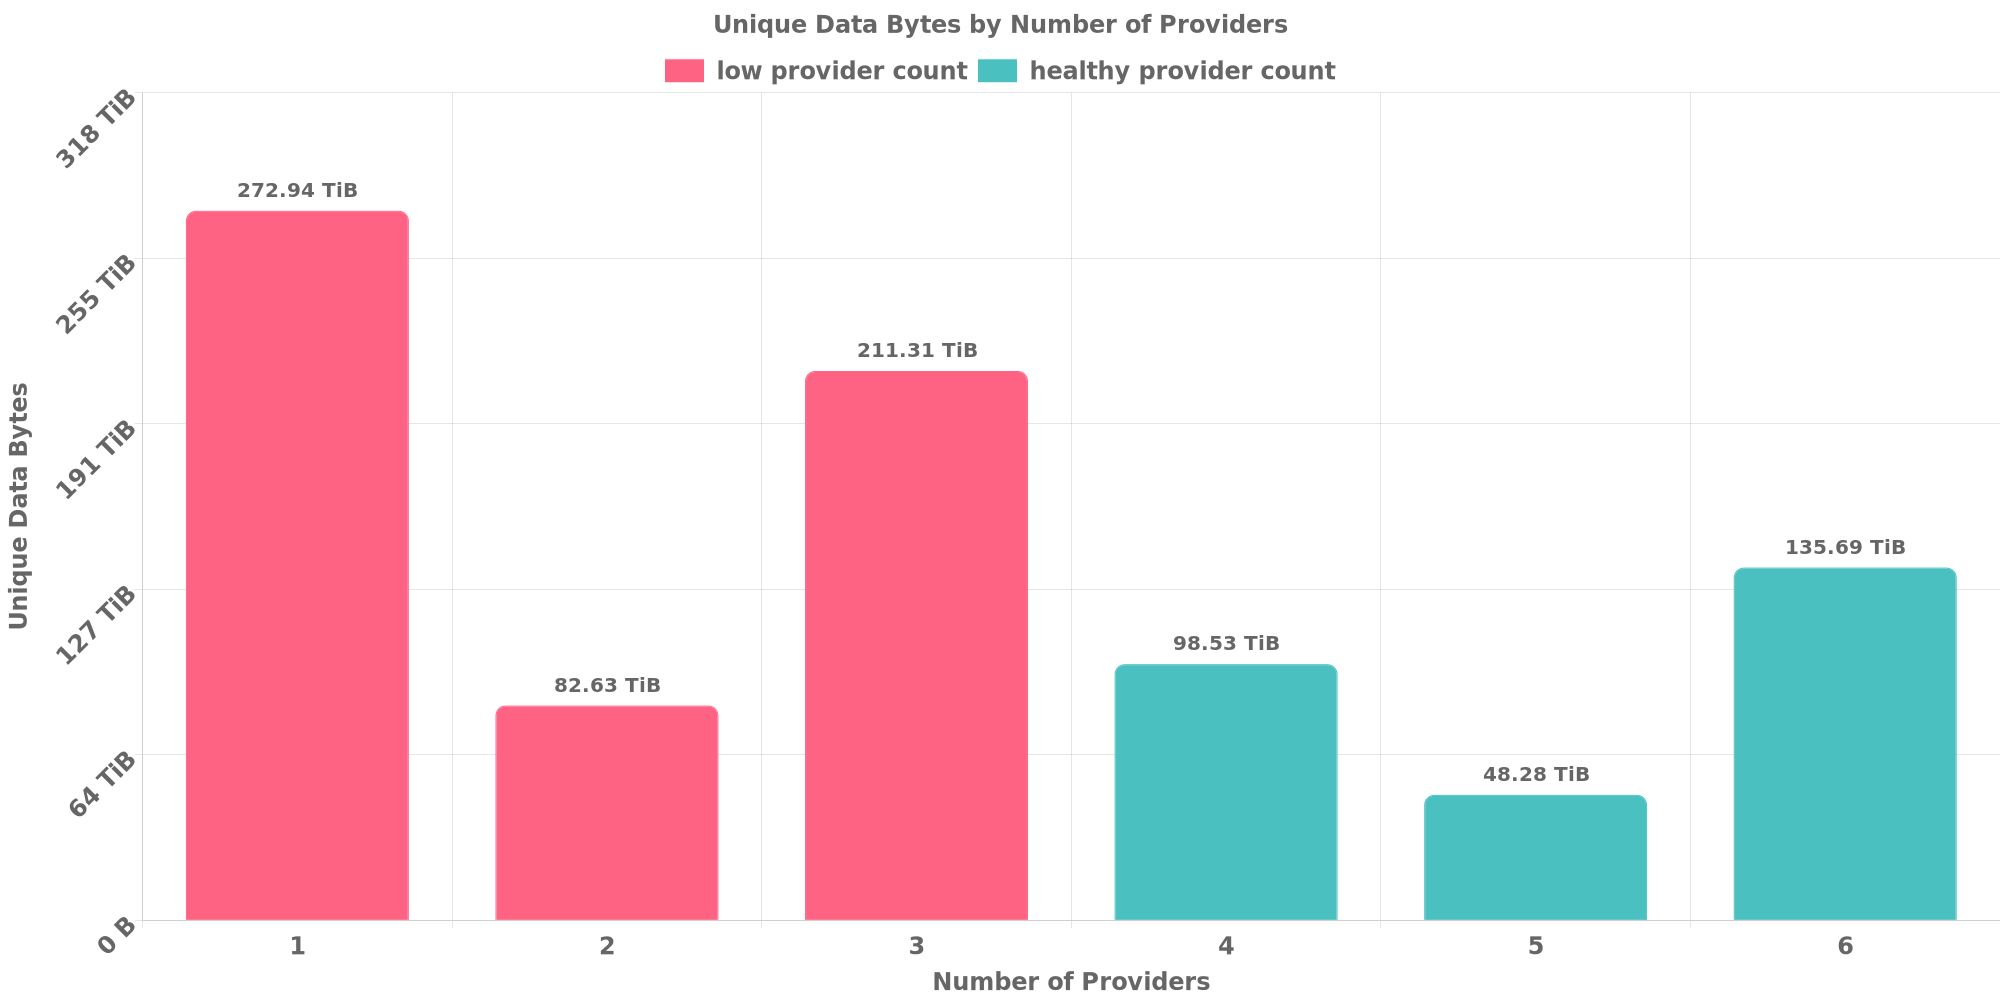 Unique Data Bytes by Number of Providers
low provider count healthy provider count
318 TiB
255 TiB
191 TiB
127 TiB
64 TiB
0 B
Unique Data Bytes
272.94 TiB
82.63 TiB
211.31 TiB
98.53 TiB
48.28 TiB
135.69 TiB
1 2 3 4 5 6
Number of Providers